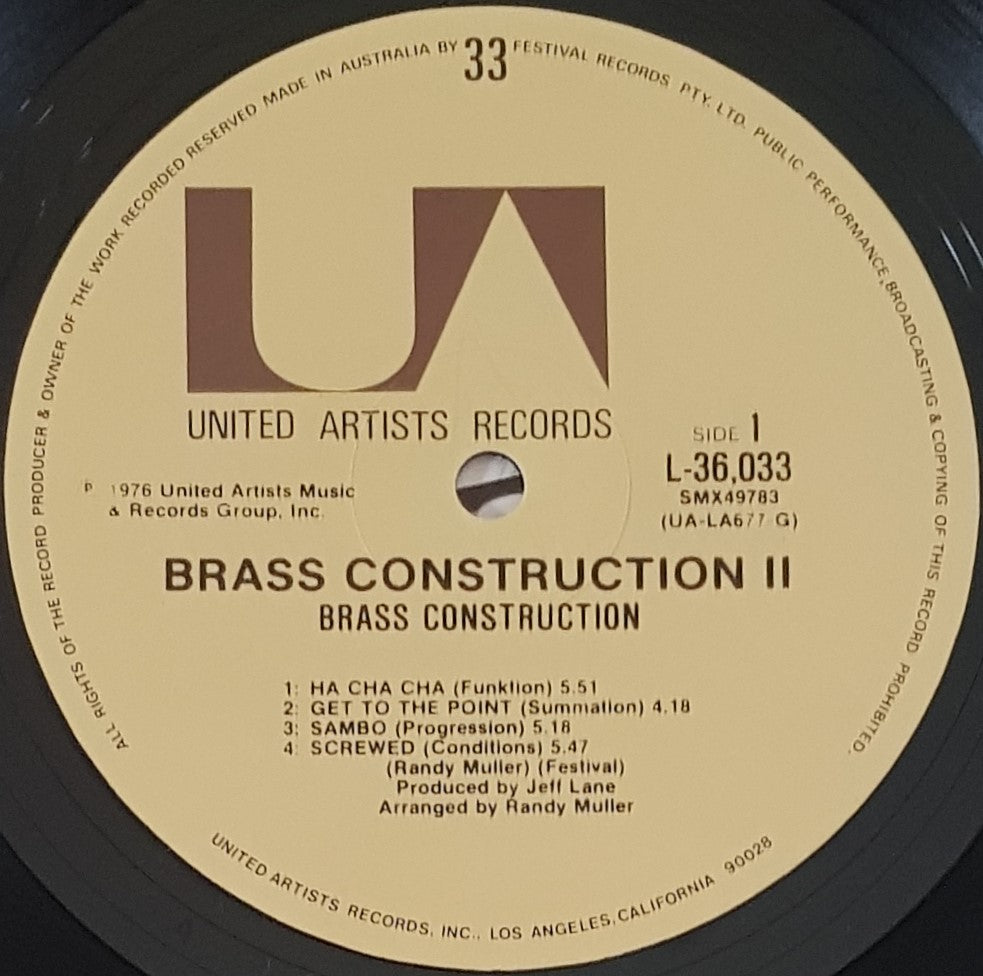 ALL RIGHTS OF THE RECORD PRODUCER & OWNER OF THE WORK RECORDED RESERVED MADE IN AUSTRALIA BY 33 FESTIVAL RECORDS PTY. LTD. PUBLIC PERFORMANCE, BROADCASTING & COPYING OF THIS RECORD PROHIBITED.
UA
UNITED ARTISTS RECORDS
SIDE 1
L-36,033
SMX49783
(UA-LA677 G)
P 1976 United Artists Music
& Records Group, Inc.
BRASS CONSTRUCTION II
BRASS CONSTRUCTION
1: HA CHA CHA (Funktion) 5.51
2: GET TO THE POINT (Summation) 4.18
3: SAMBO (Progression) 5.18
4: SCREWED (Conditions) 5.47
(Randy Muller) (Festival)
Produced by Jeff Lane
Arranged by Randy Muller
UNITED ARTISTS RECORDS, INC., LOS ANGELES, CALIFORNIA 90028